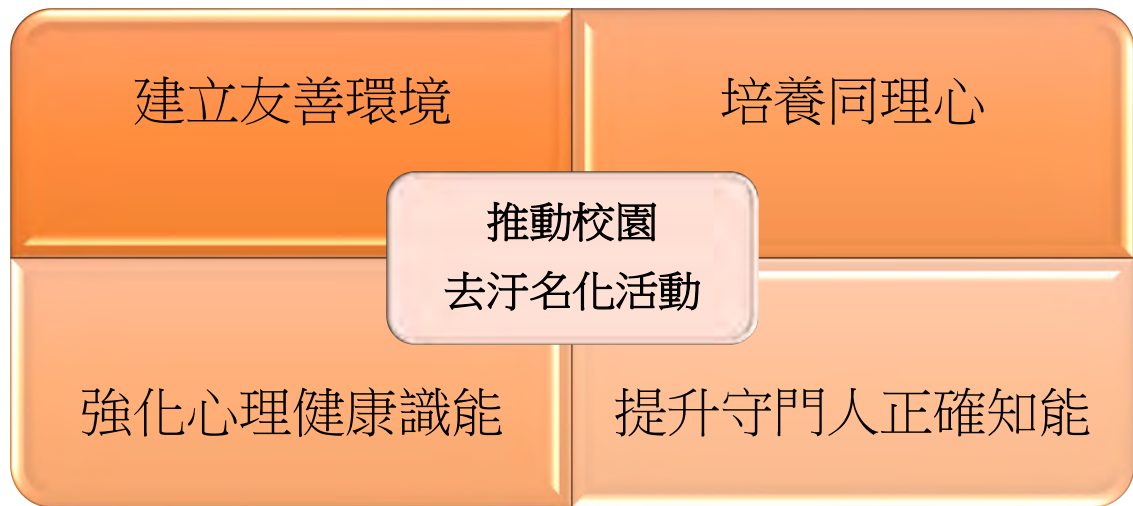 建立友善環境
培養同理心
推動校園
去汙名化活動
強化心理健康識能
提升守門人正確知能